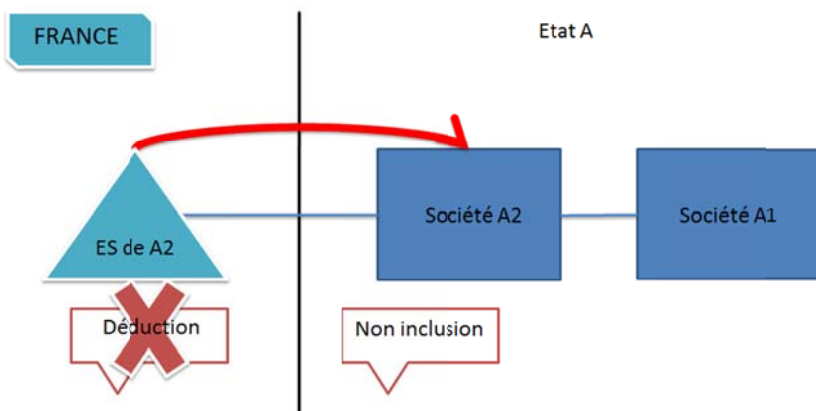 FRANCE
Etat A
ES de A2
Société A2
Société A1
Déduction
Non inclusion